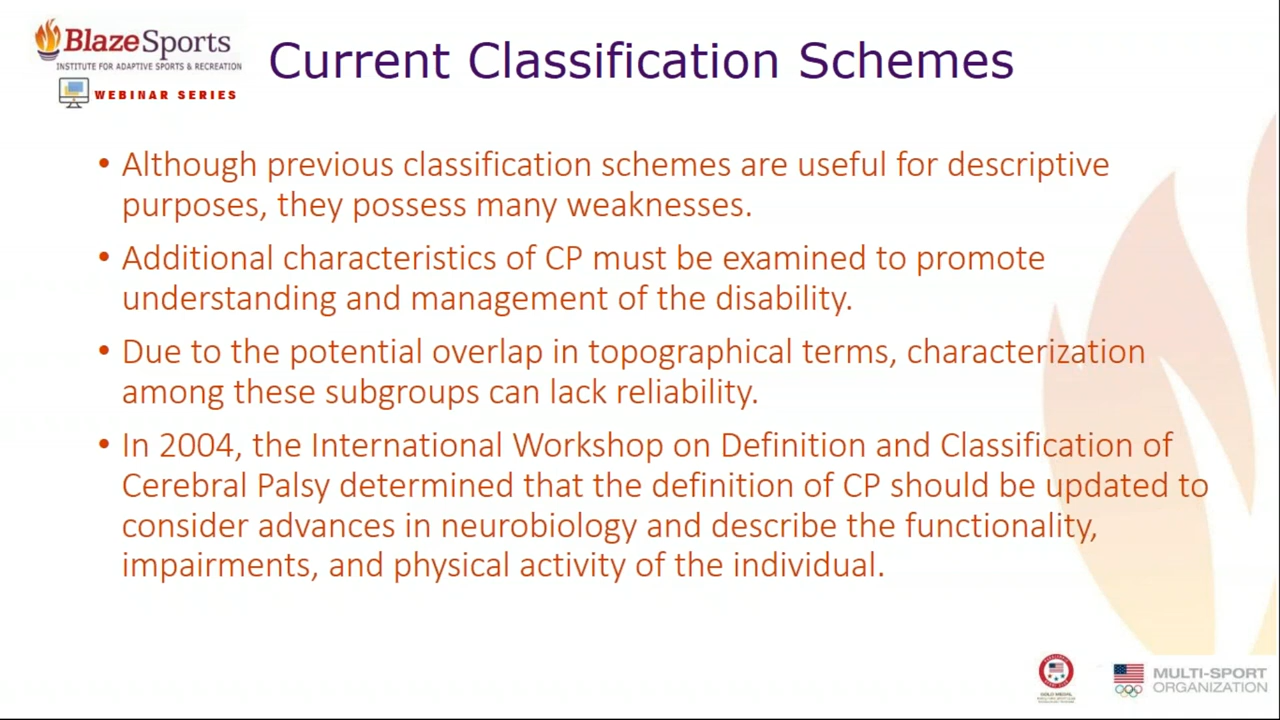 BlazeSports
INSTITUTE FOR ADAPTIVE SPORTS & RECREATION
WEBINAR SERIES
Current Classification Schemes
• Although previous classification schemes are useful for descriptive
purposes, they possess many weaknesses.
• Additional characteristics of CP must be examined to promote
understanding and management of the disability.
• Due to the potential overlap in topographical terms, characterization
among these subgroups can lack reliability.
• In 2004, the International Workshop on Definition and Classification of
Cerebral Palsy determined that the definition of CP should be updated to
consider advances in neurobiology and describe the functionality,
impairments, and physical activity of the individual.
GOLD MEDAL
MULTI-SPORT
ORGANIZATION